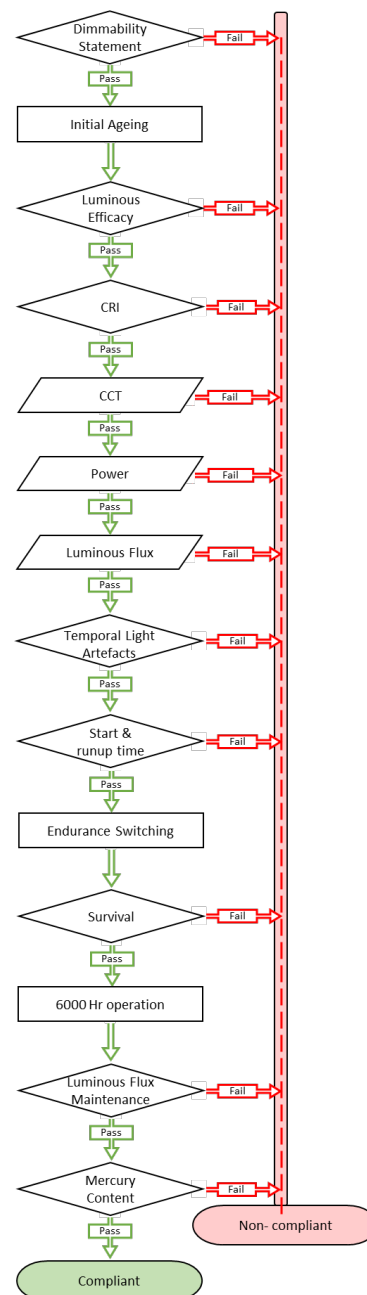 Dimmability
Statement
Fail
Pass
Initial Ageing
Luminous
Efficacy
Fail
Pass
CRI
Fail
Pass
CCT
Fail
Pass
Power
Fail
Pass
Luminous Flux
Fail
Pass
Temporal Light
Artefacts
Fail
Pass
Start &
runup time
Fail
Pass
Endurance Switching
Survival
Fail
Pass
6000 Hr operation
Luminous Flux
Maintenance
Fail
Pass
Mercury
Content
Fail
Pass
Non- compliant
Compliant